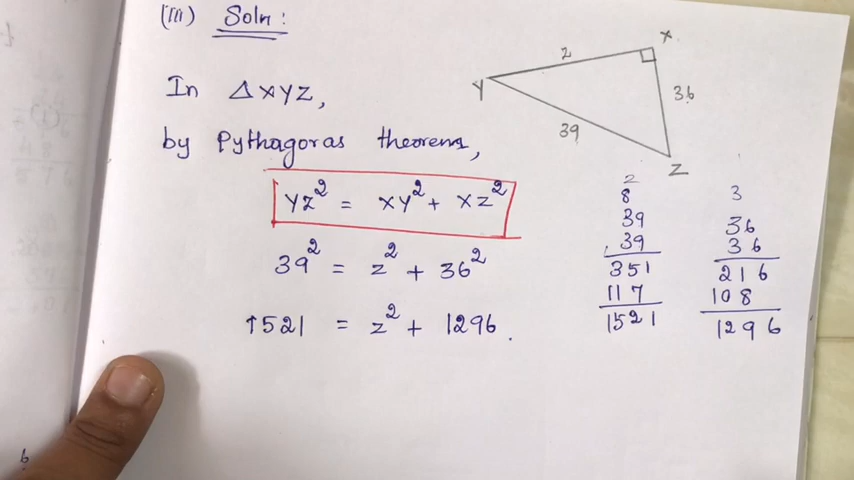 (III) Soln:
In ΔXYZ,
by Pythagoras theorem,
YZ² = XY² + XZ²
39² = z² + 36²
1521 = z² + 1296.
X
z
Y
36
39
Z
2
8
39
39
351
117
1521
3
36
36
216
108
1296
6